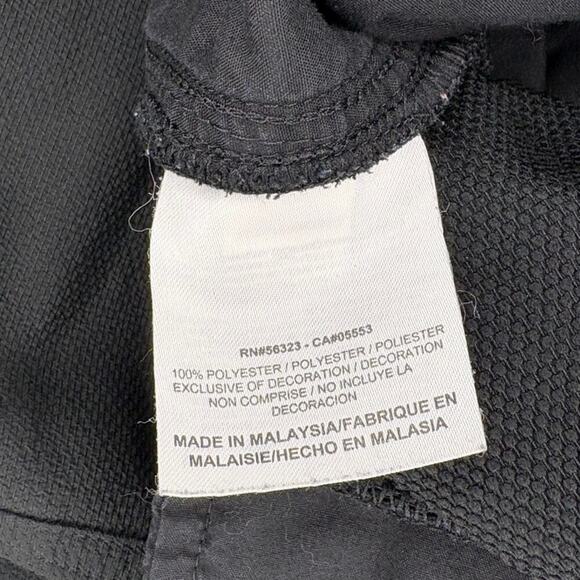 RN#56323 - CA#05553
100% POLYESTER / POLYESTER / POLIESTER
EXCLUSIVE OF DECORATION / DECORATION
NON COMPRISE / NO INCLUYE LA
DECORACION
MADE IN MALAYSIA/FABRIQUE EN
MALAISIE/HECHO EN MALASIA